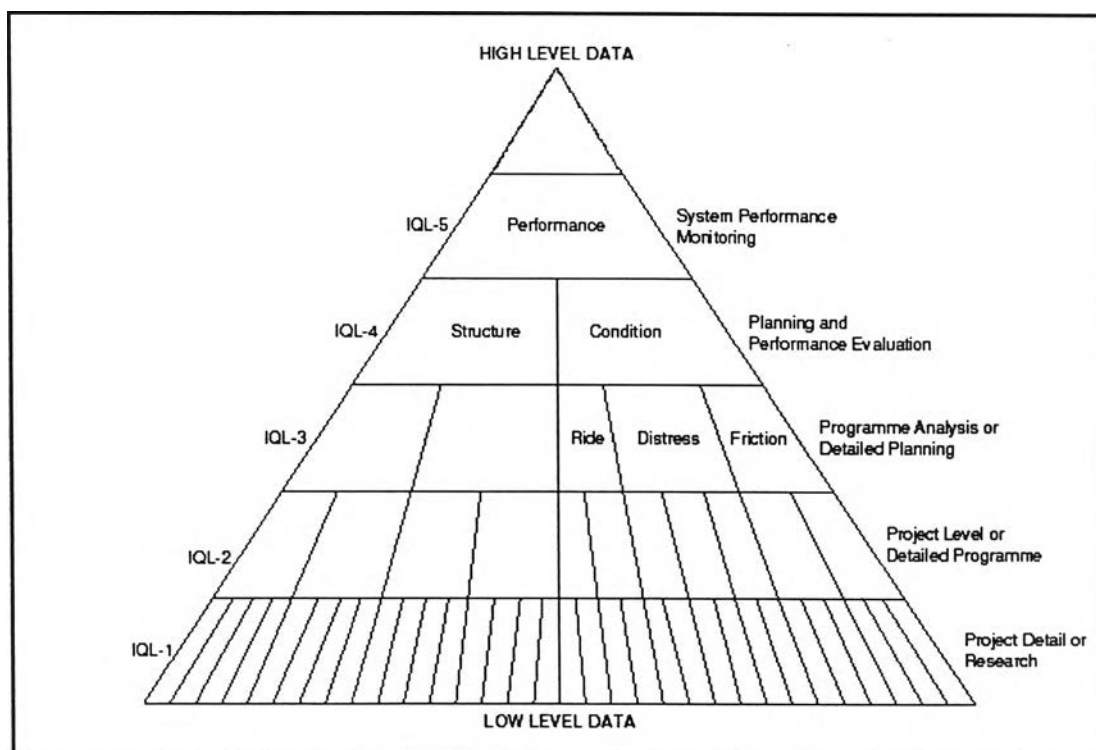 HIGH LEVEL DATA
IQL-5
Performance
System Performance
Monitoring
IQL-4
Structure
Condition
Planning and
Performance Evaluation
IQL-3
Ride
Distress
Friction
Programme Analysis or
Detailed Planning
IQL-2
Project Level or
Detailed Programme
IQL-1
Project Detail or
Research
LOW LEVEL DATA